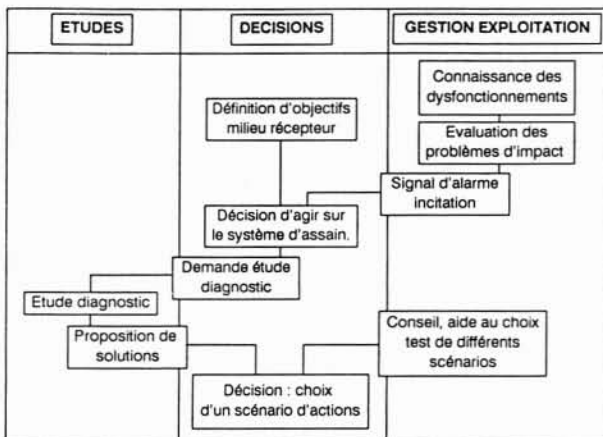 ETUDES
DECISIONS
GESTION EXPLOITATION
Connaissance des
dysfonctionnements
Définition d'objectifs
milieu récepteur
Evaluation des
problèmes d'impact
Signal d'alarme
incitation
Décision d'agir sur
le système d'assain.
Demande étude
diagnostic
Etude diagnostic
Proposition de
solutions
Conseil, aide au choix
test de différents
scénarios
Décision : choix
d'un scénario d'actions